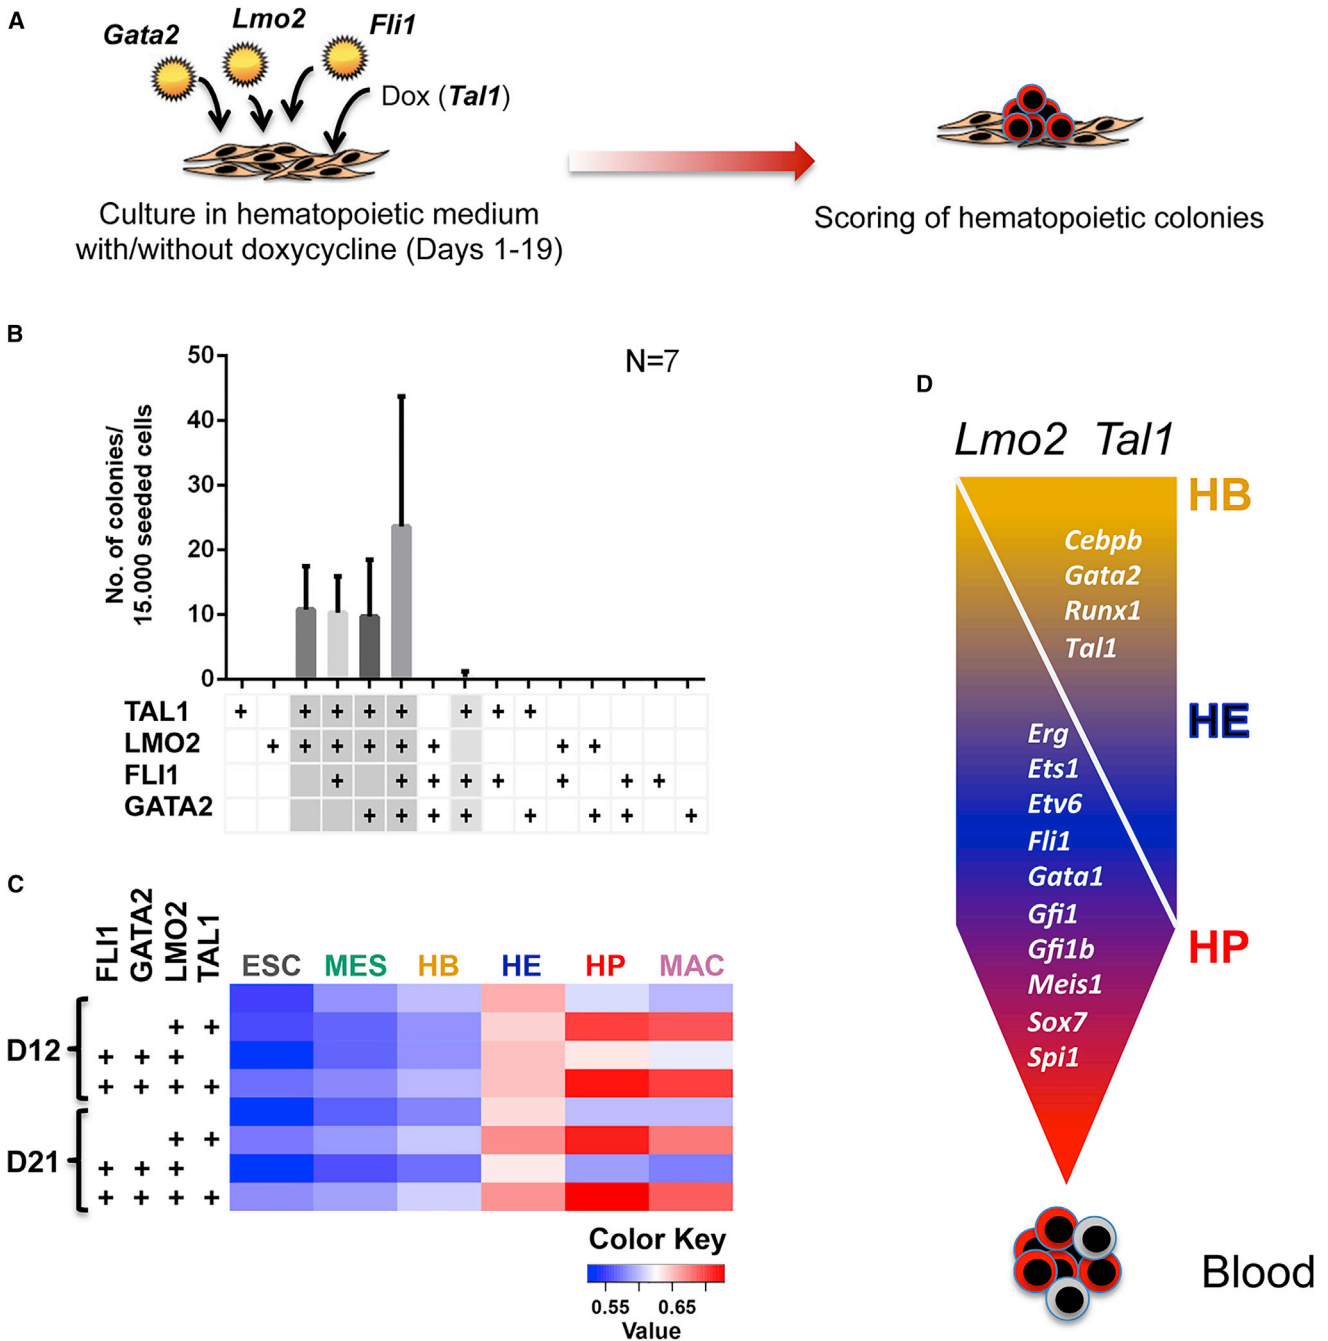 A
Gata2
Lmo2
Fli1
Dox (Tal1)
Culture in hematopoietic medium
with/without doxycycline (Days 1-19)
Scoring of hematopoietic colonies
B
N=7
No. of colonies/
15.000 seeded cells
50
40
30
20
10
0
TAL1 + + + + + + + +
LMO2 + + + + + + + +
FLI1 + + + + + + + +
GATA2 + + + + + + + +
C
FLI1
GATA2
LMO2
TAL1
ESC MES HB HE HP MAC
D12
+ +
+ + +
+ + + +
D21
+ +
+ + +
+ + + +
Color Key
0.55 0.65
Value
D
Lmo2 Tal1
HB
Cebpb
Gata2
Runx1
Tal1
HE
Erg
Ets1
Etv6
Fli1
Gata1
Gfi1
Gfi1b
HP
Meis1
Sox7
Spi1
Blood